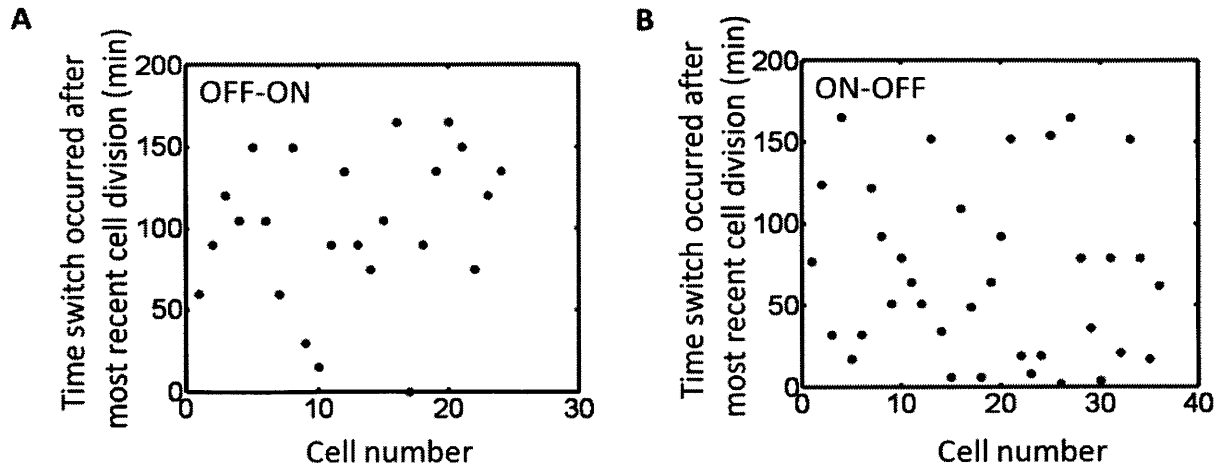 A
Time switch occurred after
most recent cell division (min)
200
150
100
50
0
OFF-ON
0 10 20 30
Cell number
B
Time switch occurred after
most recent cell division (min)
200
150
100
50
0
ON-OFF
0 10 20 30 40
Cell number